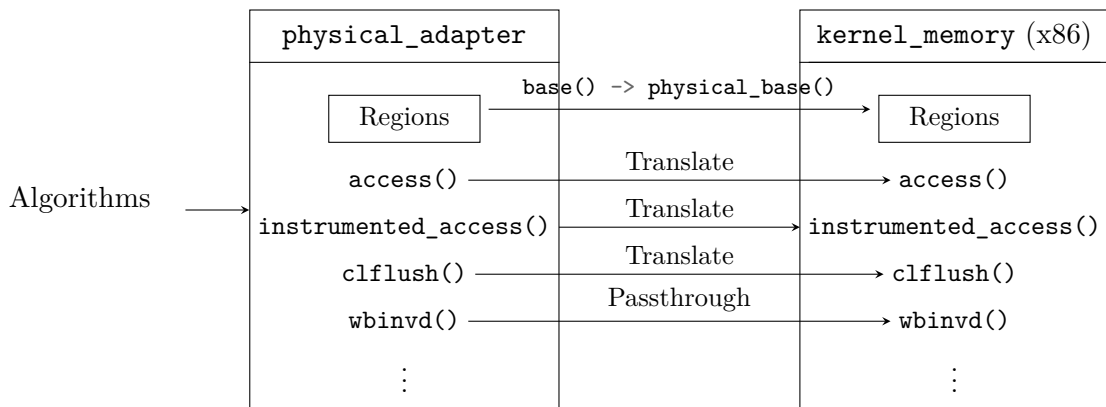 physical_adapter
kernel_memory (x86)
base() -> physical_base()
Regions
Regions
Translate
access()
access()
Algorithms
Translate
instrumented_access()
instrumented_access()
Translate
clflush()
clflush()
Passthrough
wbinvd()
wbinvd()
⋮
⋮